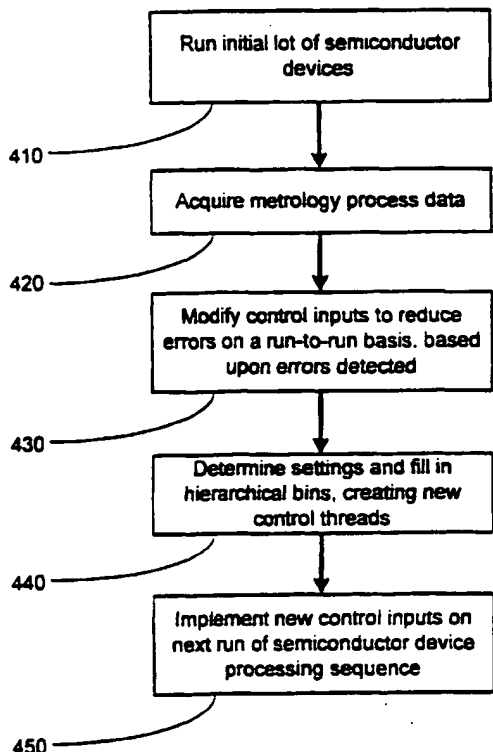 Run initial lot of semiconductor
devices
410
Acquire metrology process data
420
Modify control inputs to reduce
errors on a run-to-run basis. based
upon errors detected
430
Determine settings and fill in
hierarchical bins, creating new
control threads
440
Implement new control inputs on
next run of semiconductor device
processing sequence
450